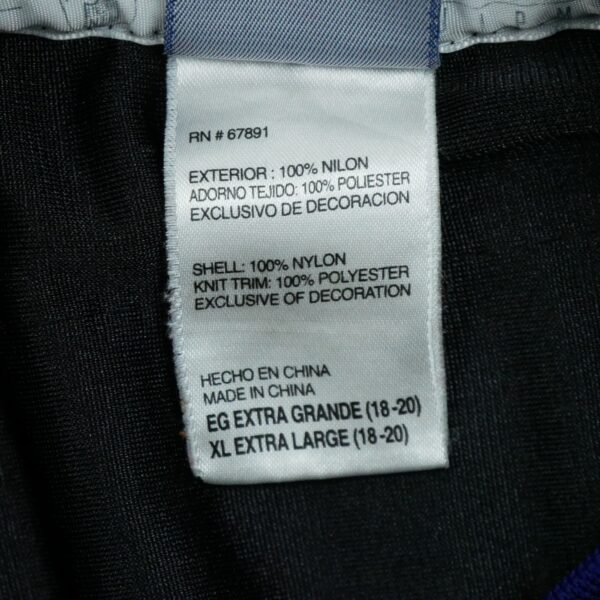 RN # 67891
EXTERIOR : 100% NILON
ADORNO TEJIDO: 100% POLIESTER
EXCLUSIVO DE DECORACION
SHELL: 100% NYLON
KNIT TRIM: 100% POLYESTER
EXCLUSIVE OF DECORATION
HECHO EN CHINA
MADE IN CHINA
EG EXTRA GRANDE (18-20)
XL EXTRA LARGE (18-20)